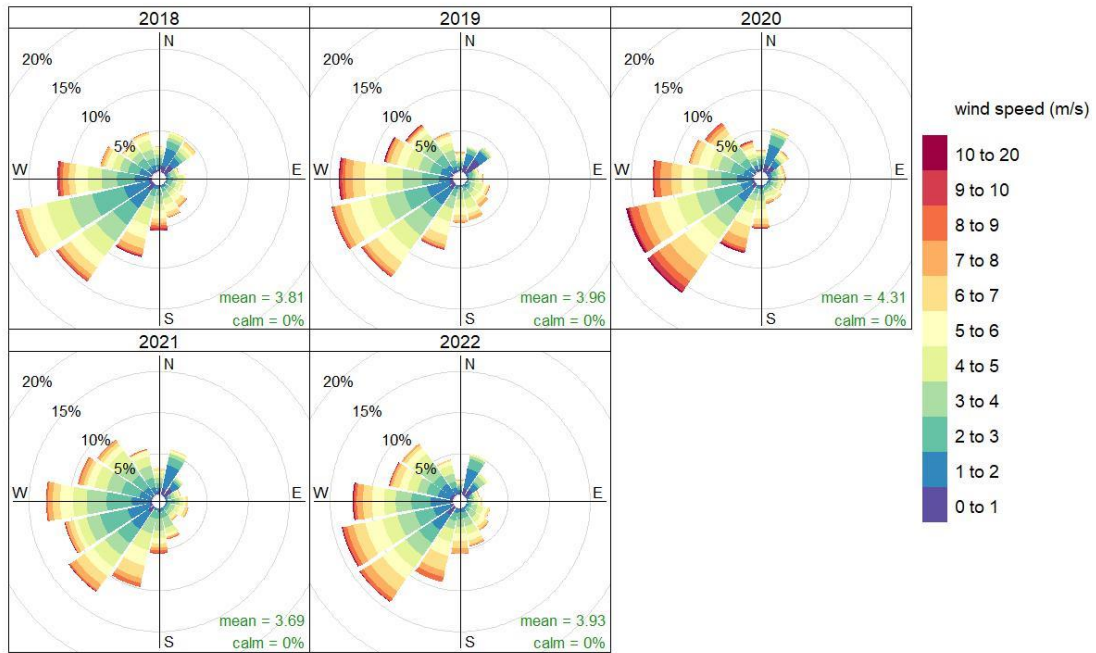 2018
N
20%
15%
10%
5%
W
E
S
mean = 3.81
calm = 0%
2019
N
20%
15%
10%
5%
W
E
S
mean = 3.96
calm = 0%
2020
N
20%
15%
10%
5%
W
E
S
mean = 4.31
calm = 0%
2021
N
20%
15%
10%
5%
W
E
S
mean = 3.69
calm = 0%
2022
N
20%
15%
10%
5%
W
E
S
mean = 3.93
calm = 0%
wind speed (m/s)
10 to 20
9 to 10
8 to 9
7 to 8
6 to 7
5 to 6
4 to 5
3 to 4
2 to 3
1 to 2
0 to 1